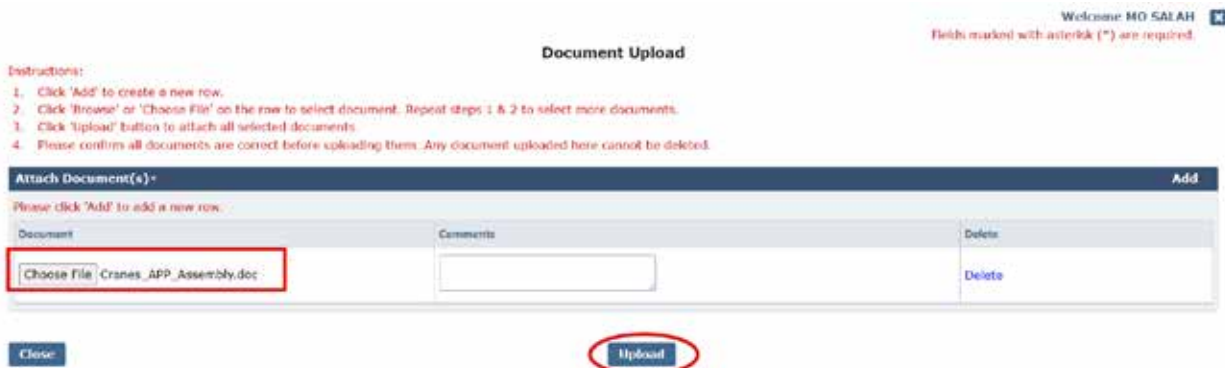 Welcome MO SALAH
Fields marked with asterisk (*) are required.
Document Upload
Instructions:
1. Click 'Add' to create a new row.
2. Click 'Browse' or 'Choose File' on the row to select document. Repeat steps 1 & 2 to select more documents.
3. Click 'Upload' button to attach all selected documents.
4. Please confirm all documents are correct before uploading them. Any document uploaded here cannot be deleted.
Attach Document(s)* Add
Please click 'Add' to add a new row.
Document Comments Delete
Choose File Cranes_APP_Assembly.doc Delete
Close Upload